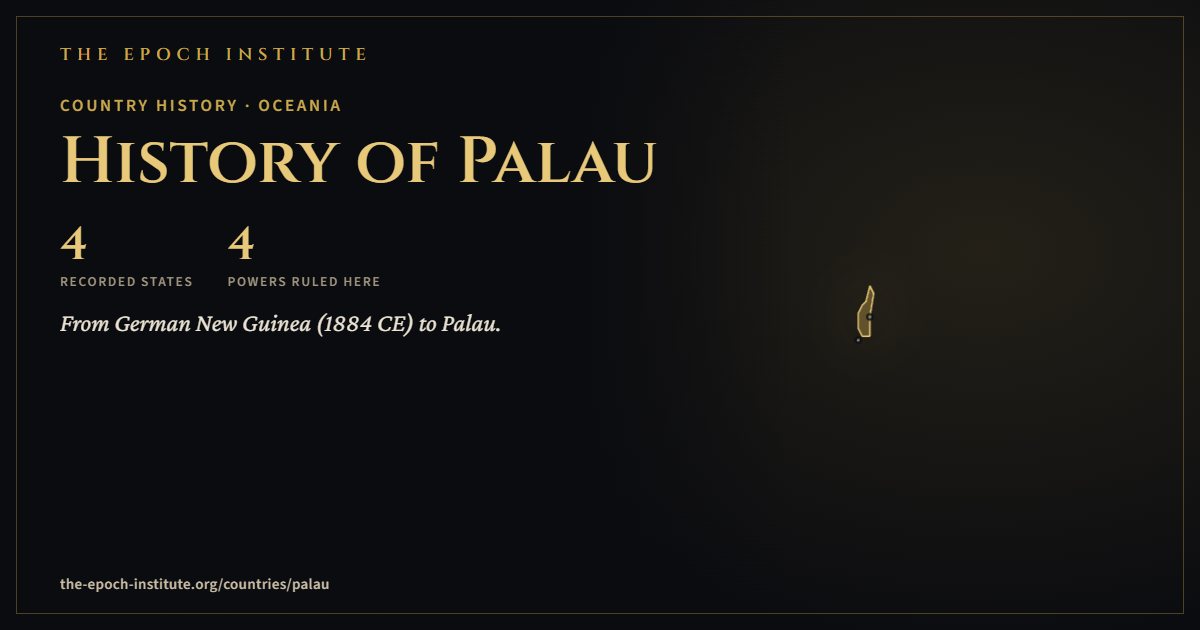 THE EPOCH INSTITUTE
COUNTRY HISTORY · OCEANIA
HISTORY OF PALAU
4 4
RECORDED STATES POWERS RULED HERE
From German New Guinea (1884 CE) to Palau.
the-epoch-institute.org/countries/palau